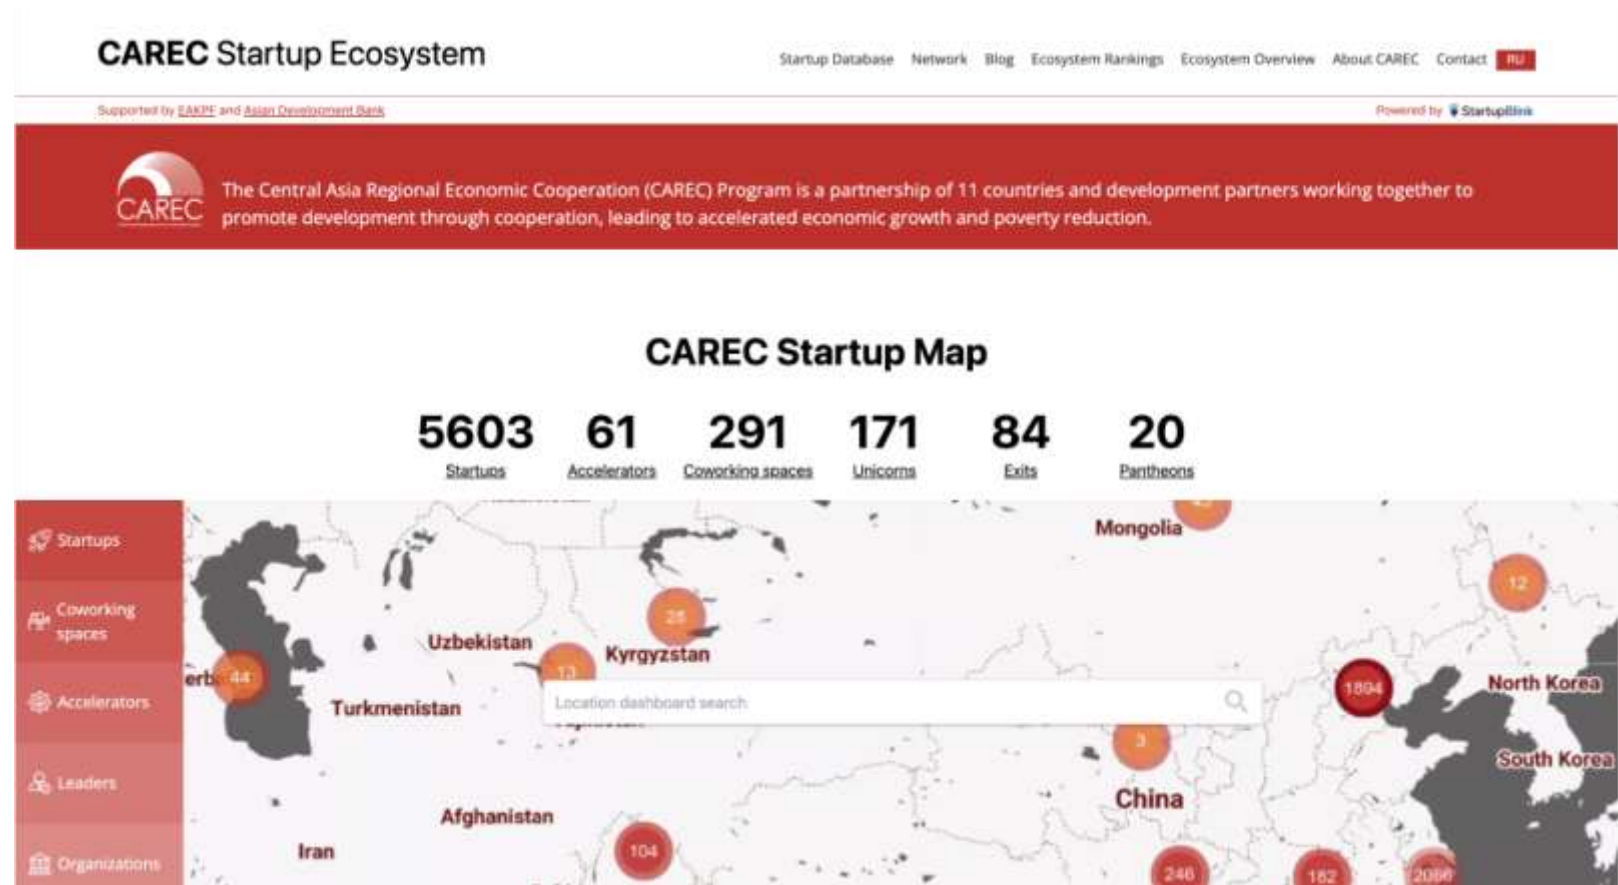 CAREC Startup Ecosystem
Startup Database Network Blog Ecosystem Rankings Ecosystem Overview About CAREC Contact RU
Supported by EAKPF and Asian Development Bank
Powered by StartupBlink
CAREC
The Central Asia Regional Economic Cooperation (CAREC) Program is a partnership of 11 countries and development partners working together to
promote development through cooperation, leading to accelerated economic growth and poverty reduction.
CAREC Startup Map
5603 61 291 171 84 20
Startups Accelerators Coworking spaces Unicorns Exits Pantheons
Startups
Coworking
spaces
Accelerators
Leaders
Organizations
Mongolia
12
28
Uzbekistan
Kyrgyzstan
13
44
Turkmenistan
Location dashboard search
1894
North Korea
3
South Korea
China
Afghanistan
Iran
104
246
162
2066